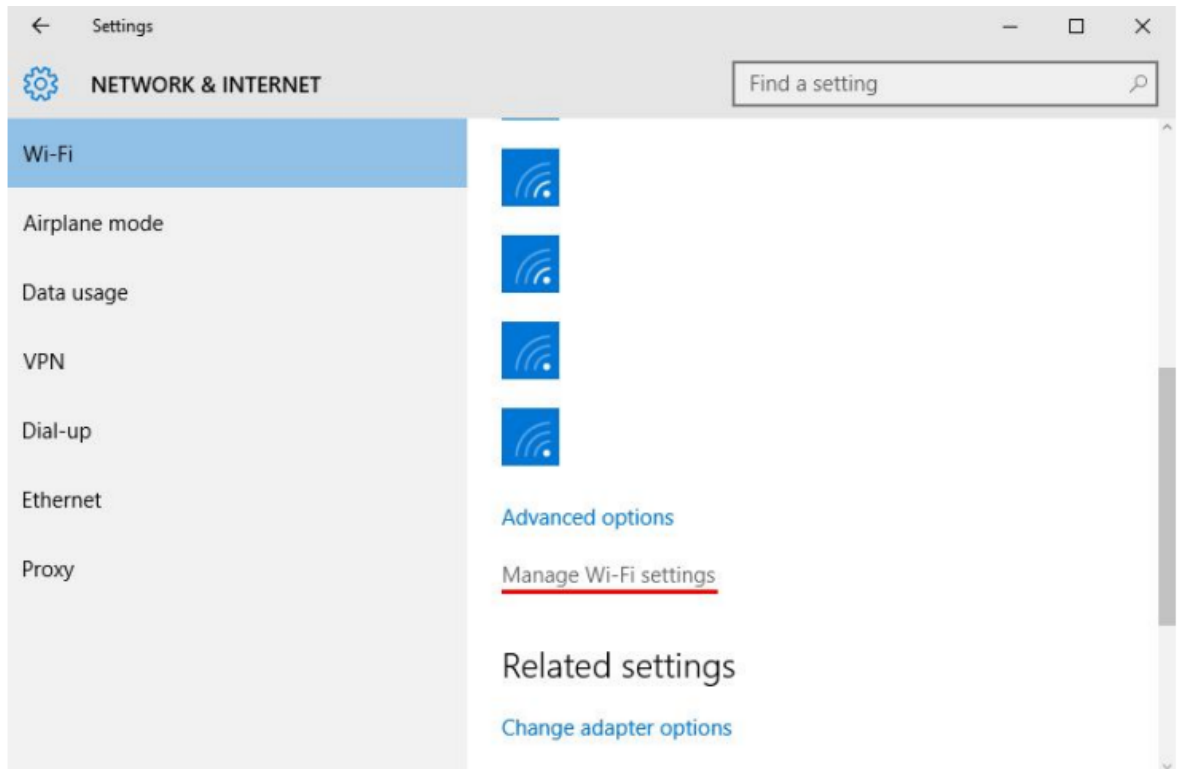 Settings
NETWORK & INTERNET
Find a setting
Wi-Fi
Airplane mode
Data usage
VPN
Dial-up
Ethernet
Proxy
Advanced options
Manage Wi-Fi settings
Related settings
Change adapter options